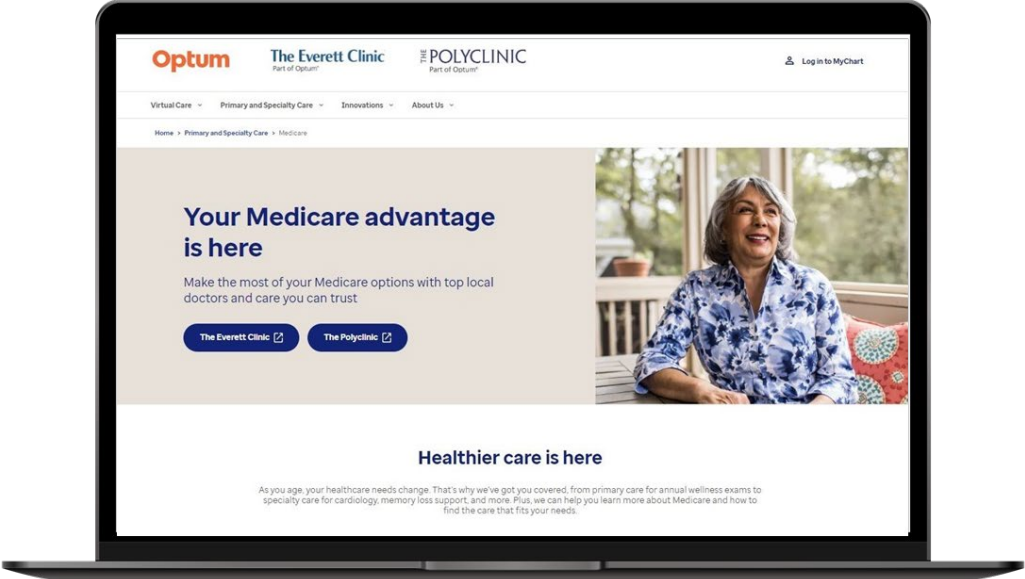 Optum
The Everett Clinic
Part of Optum®
THE POLYCLINIC
Part of Optum®
Log in to MyChart
Virtual Care
Primary and Specialty Care
Innovations
About Us
Home > Primary and Specialty Care > Medicare
Your Medicare advantage
is here
Make the most of your Medicare options with top local
doctors and care you can trust
The Everett Clinic
The Polyclinic
Healthier care is here
As you age, your healthcare needs change. That's why we've got you covered, from primary care for annual wellness exams to
specialty care for cardiology, memory loss support, and more. Plus, we can help you learn more about Medicare and how to
find the care that fits your needs.